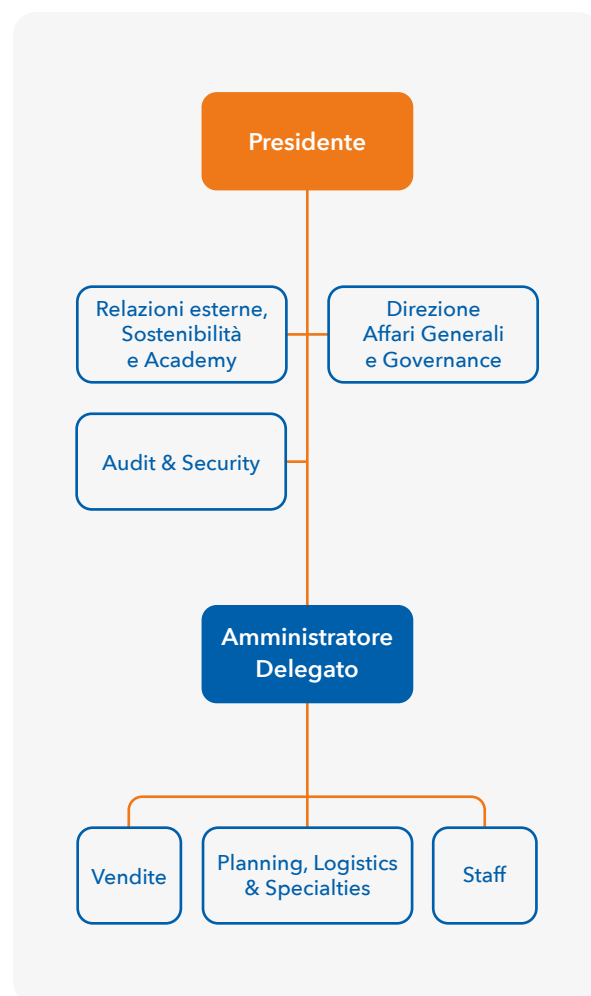 Presidente
Relazioni esterne,
Sostenibilità
e Academy
Direzione
Affari Generali
e Governance
Audit & Security
Amministratore
Delegato
Vendite
Planning, Logistics
& Specialties
Staff